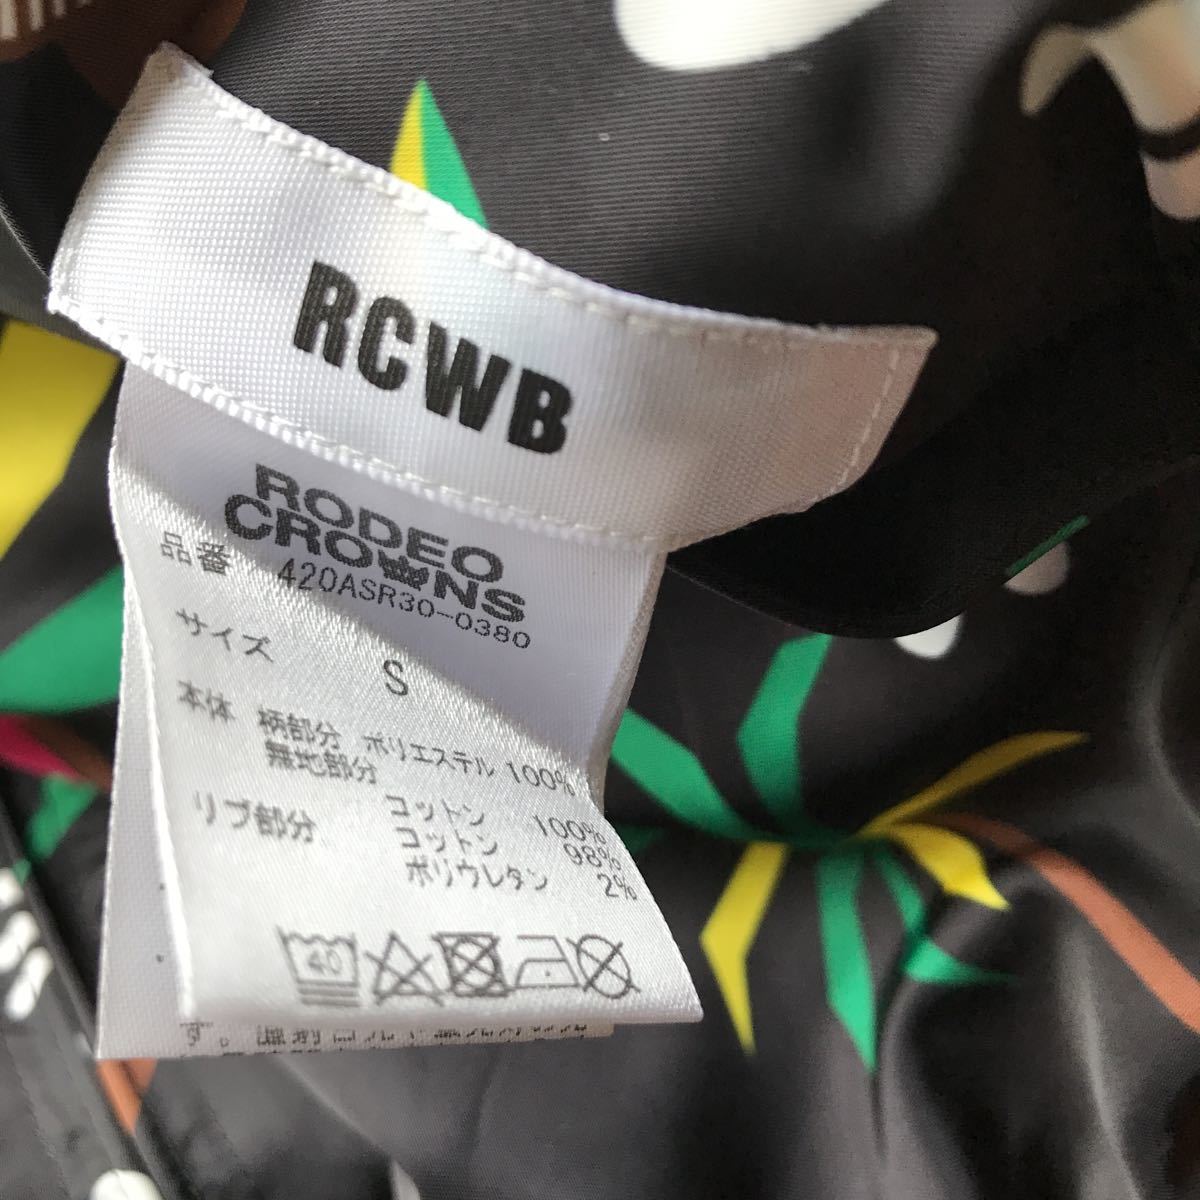 RCWB
RODEO
CROWNS
品番 420ASR30-0380
サイズ S
本体 柄部分 ポリエステル 100%
無地部分
コットン 100%
リブ部分 コットン 98%
ポリウレタン 2%
40